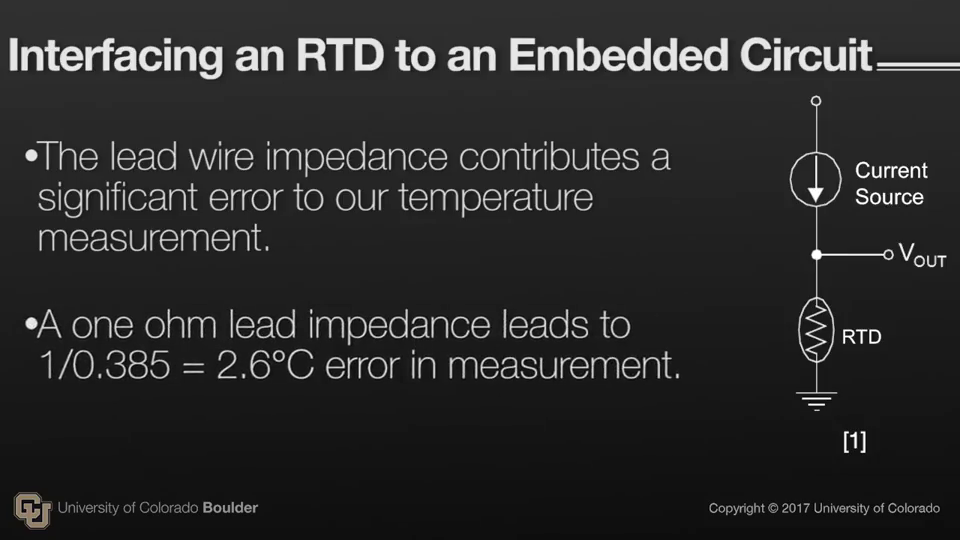 Interfacing an RTD to an Embedded Circuit
•The lead wire impedance contributes a
significant error to our temperature
measurement.
•A one ohm lead impedance leads to
1/0.385 = 2.6°C error in measurement.
Current
Source
VOUT
RTD
[1]
CU
University of Colorado Boulder
Copyright © 2017 University of Colorado